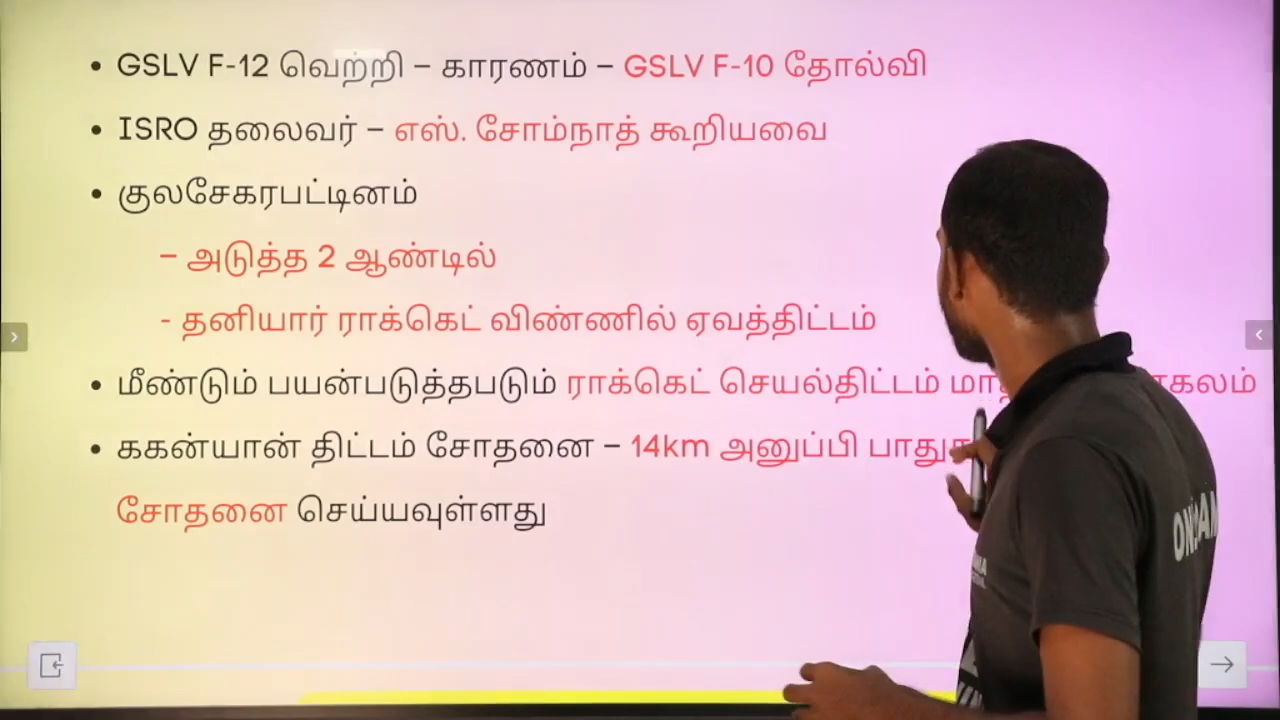 • GSLV F-12 வெற்றி – காரணம் – GSLV F-10 தோல்வி
• ISRO தலைவர் – எஸ். சோம்நாத் கூறியவை
• குலசேகரபட்டினம்
– அடுத்த 2 ஆண்டில்
- தனியார் ராக்கெட் விண்ணில் ஏவத்திட்டம்
• மீண்டும் பயன்படுத்தபடும் ராக்கெட் செயல்திட்டம்
• ககன்யான் திட்டம் சோதனை – 14km அனுப்பி
சோதனை செய்யவுள்ளது